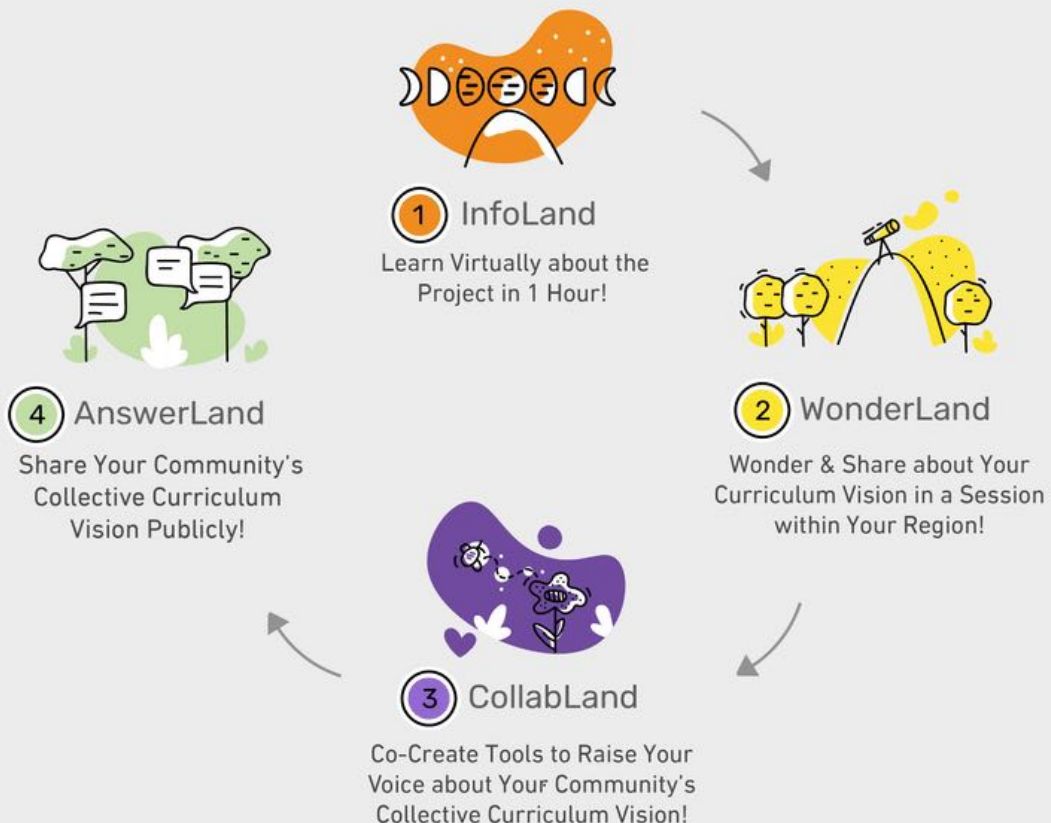 1 InfoLand
Learn Virtually about the
Project in 1 Hour!
2 WonderLand
Wonder & Share about Your
Curriculum Vision in a Session
within Your Region!
3 CollabLand
Co-Create Tools to Raise Your
Voice about Your Community's
Collective Curriculum Vision!
4 AnswerLand
Share Your Community's
Collective Curriculum
Vision Publicly!